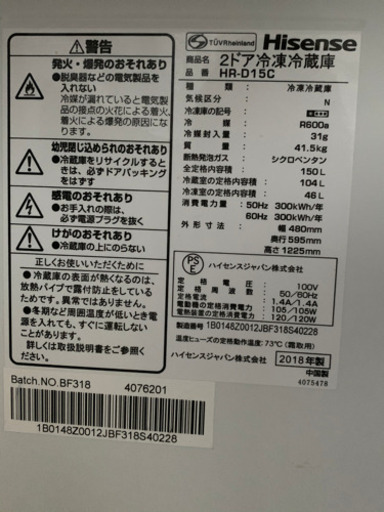 ⚠警告
発火・爆発のおそれあり
●脱臭器などの電気製品を
入れない
冷媒が漏れていると電気製
品の接点の火花による着火、
着火による爆発のおそれあり
幼児閉じ込められのおそれあり
●冷蔵庫をリサイクルすると
きは、必ずドアパッキング
をはずす
感電のおそれあり
●お手入れの際は、
必ず電源プラグを抜く
けがのおそれあり
●冷蔵庫の上にのらない
正しくお使いいただくために
●冷蔵庫の表面が熱くなるのは、
放熱パイプで露付き防止をしてい
るためで、異常ではありません。
●冬期など周囲温度が低いとき電
源を入れても、すぐに運転しない
ことがあります。
詳しくは取扱説明書をごらんください。
Batch.NO.BF318 4076201
1B0148Z0012JBF318S40228
TÜVRheinland Hisense
商品名 2ドア冷凍冷蔵庫
品番 HR-D15C
種類 : 冷凍冷蔵庫
気候区分 : N
冷凍庫の記号 :
冷媒 : R600a
冷媒封入量 : 31g
質量 : 41.5kg
断熱発泡ガス : シクロペンタン
全定格内容積 : 150L
冷蔵室の定格内容積 : 104L
冷凍室の定格内容積 : 46L
消費電力量 : 50Hz 300kWh/年
60Hz 300kWh/年
外形寸法 : 幅 480mm
奥行 595mm
高さ 1225mm
PS
E
ハイセンスジャパン株式会社
定格電圧 : 100V
定格周波数 : 50/60Hz
定格電流 : 1.4A/1.4A
電動機の定格消費電力 : 105/105W
電熱装置の定格消費電力 : 120/120W
製造番号 1B0148Z0012JBF318S40228
温度ヒューズの定格動作温度:73℃(霜取用)
ハイセンスジャパン株式会社
2018年製
中国製
4075478